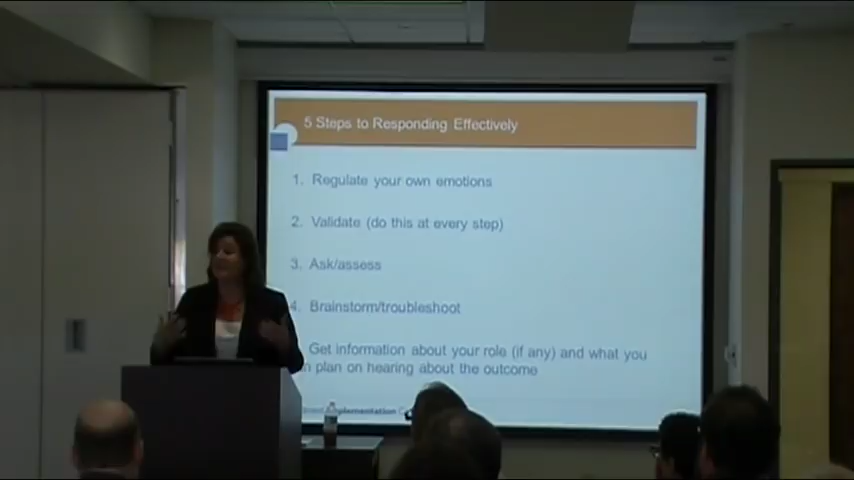 5 Steps to Responding Effectively
1. Regulate your own emotions
2. Validate (do this at every step)
3. Ask/assess
4. Brainstorm/troubleshoot
Get information about your role (if any) and what you
plan on hearing about the outcome
Implementation